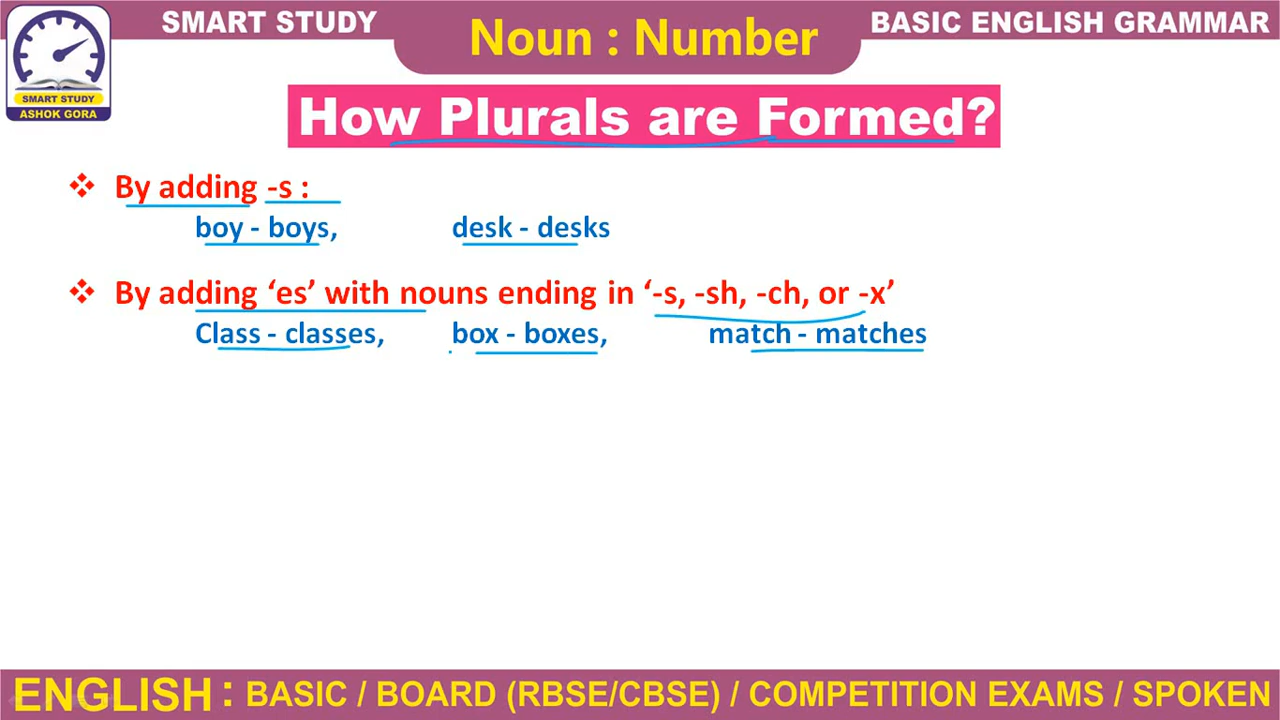 SMART STUDY
Noun : Number
BASIC ENGLISH GRAMMAR
SMART STUDY
ASHOK GORA
How Plurals are Formed?
❖ By adding -s :
boy - boys, desk - desks
❖ By adding ‘es’ with nouns ending in ‘-s, -sh, -ch, or -x’
Class - classes, box - boxes, match - matches
ENGLISH : BASIC / BOARD (RBSE/CBSE) / COMPETITION EXAMS / SPOKEN